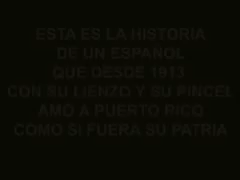 ESTA ES LA HISTORIA
DE UN ESPAÑOL
QUE DESDE 1913
CON SU LIENZO Y SU PINCEL
AMO A PUERTO RICO
COMO SI FUERA SU PATRIA